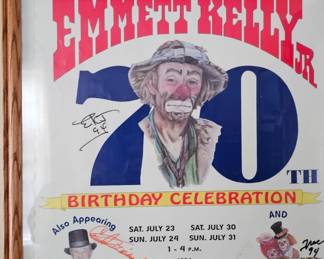 EMMETT KELLY JR.
70TH
BIRTHDAY CELEBRATION
Also Appearing
SAT. JULY 23 SAT. JULY 30
SUN. JULY 24 SUN. JULY 31
1 - 4 P.M.
AND
94